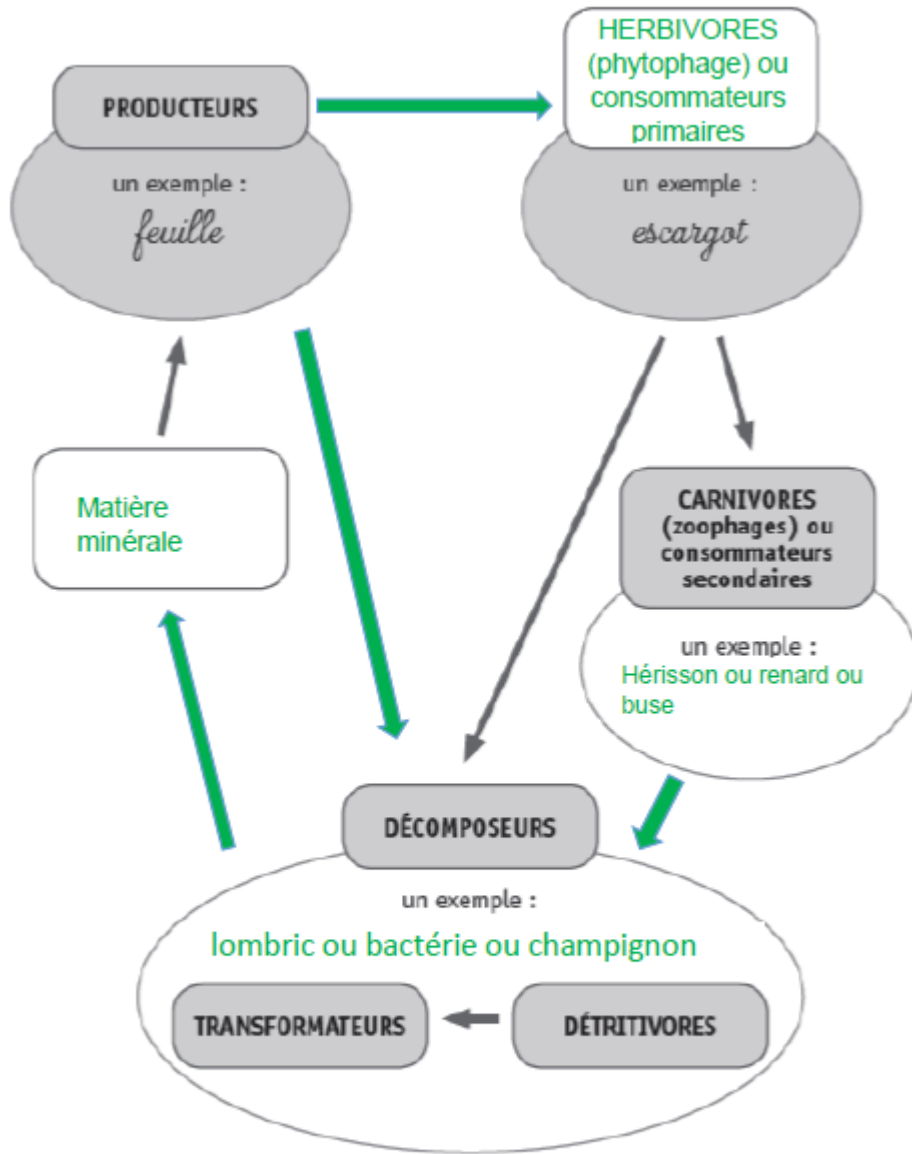 PRODUCTEURS
un exemple :
feuille
HERBIVORES
(phytophage) ou
consommateurs
primaires
un exemple :
escargot
Matière
minérale
CARNIVORES
(zoophages) ou
consommateurs
secondaires
un exemple :
Hérisson ou renard ou
buse
DÉCOMPOSEURS
un exemple :
lombric ou bactérie ou champignon
TRANSFORMATEURS
DÉTRITIVORES